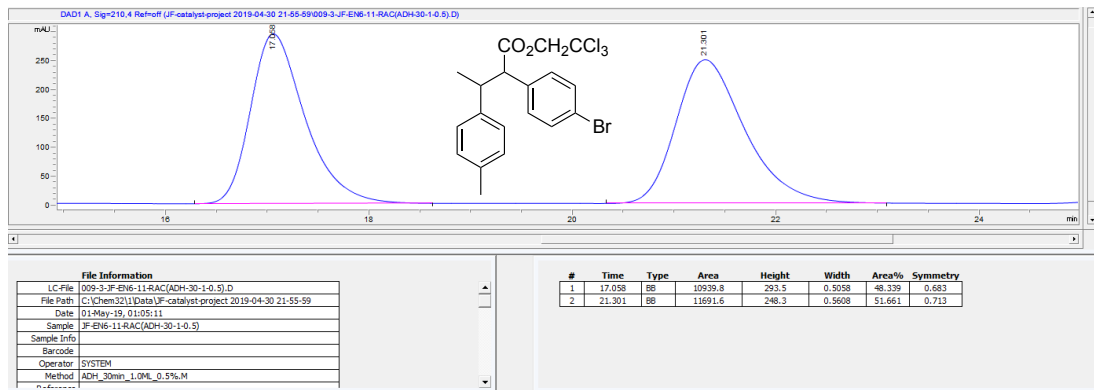 DAD1 A, Sig=210,4 Ref=off (JF-catalyst-project 2019-04-30 21-55-59\009-3-JF-EN6-11-RAC(ADH-30-1-0.5).D)
mAU
250
200
150
100
50
0
17.058
21.301
CO2CH2CCl3
Br
16 18 20 22 24 min
File Information
LC-File 009-3-JF-EN6-11-RAC(ADH-30-1-0.5).D
File Path C:\Chem32\1\Data\JF-catalyst-project 2019-04-30 21-55-59
Date 01-May-19, 01:05:11
Sample JF-EN6-11-RAC(ADH-30-1-0.5)
Sample Info
Barcode
Operator SYSTEM
Method ADH_30min_1.0ML_0.5%.M
# Time Type Area Height Width Area% Symmetry
1 17.058 BB 10939.8 293.5 0.5058 48.339 0.683
2 21.301 BB 11691.6 248.3 0.5608 51.661 0.713